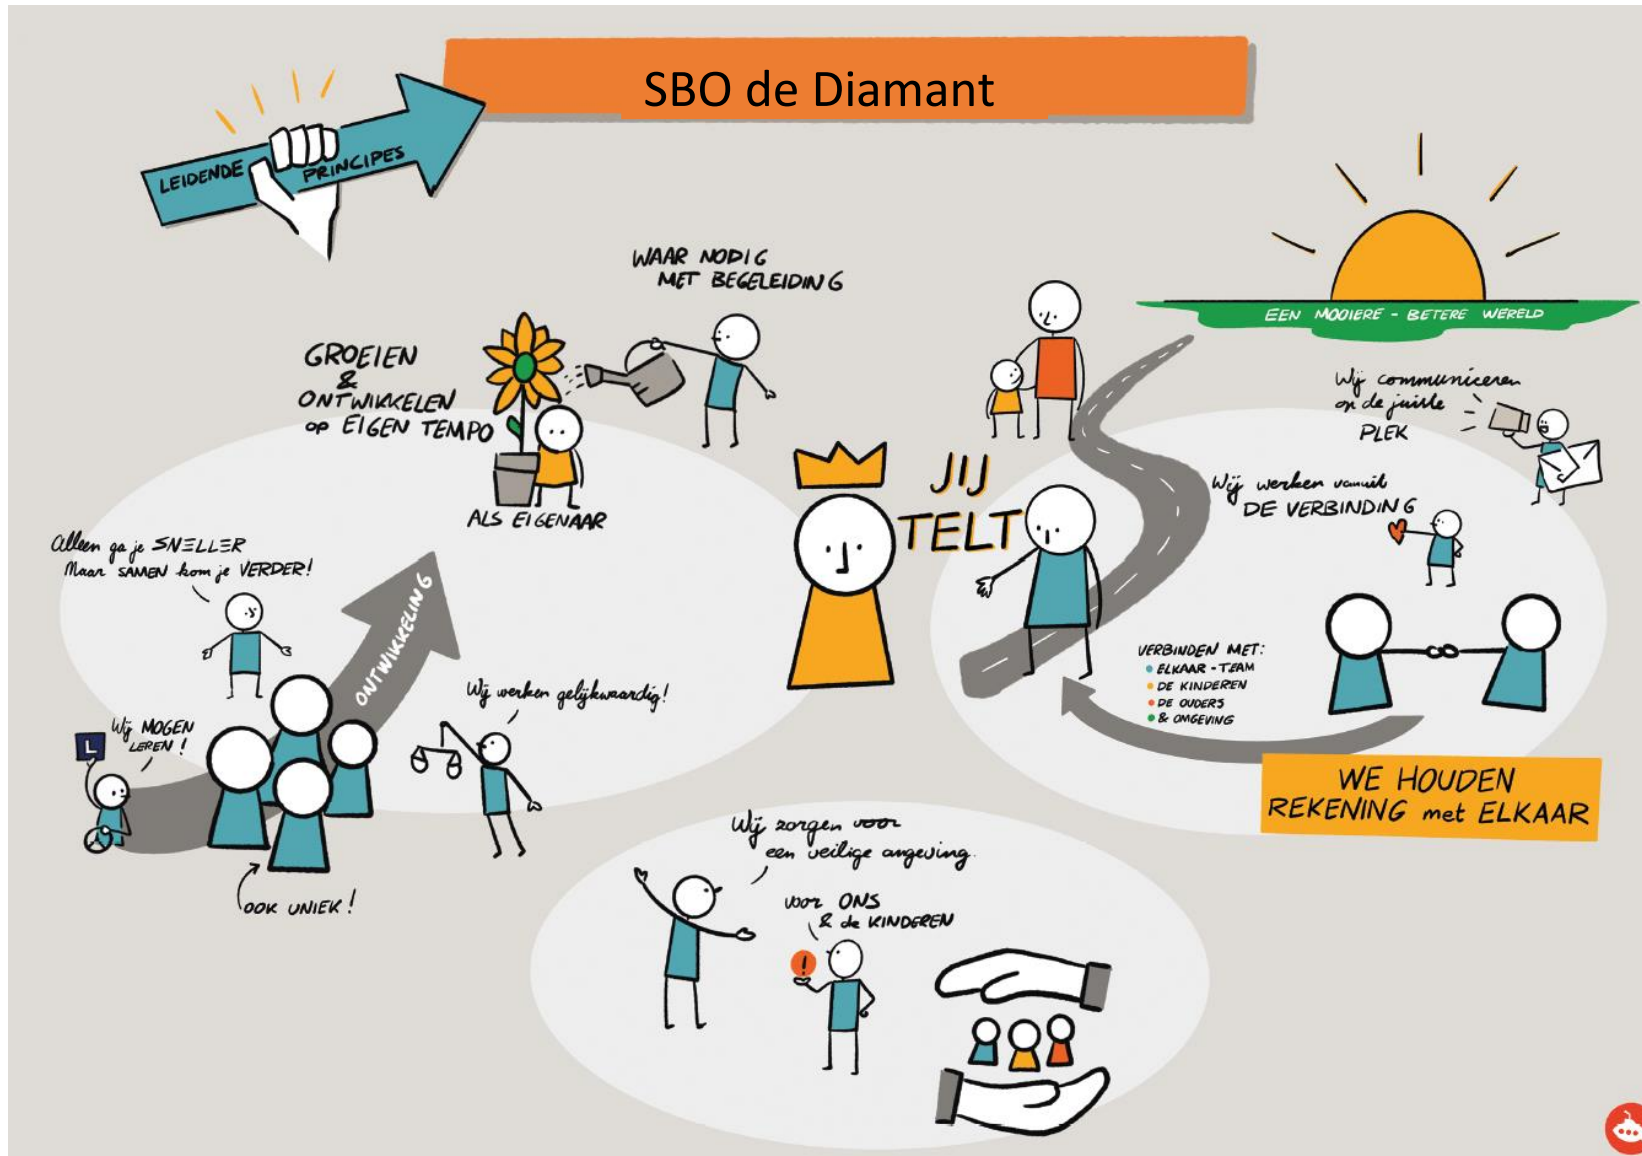 SBO de Diamant
LEIDENDE PRINCIPES
WAAR NODIG
MET BEGELEIDING
EEN MOOIERE - BETERE WERELD
GROEIEN
&
ONTWIKKELEN
op EIGEN TEMPO
ALS EIGENAAR
JIJ
TELT
Wij communiceren
op de juiste
PLEK
Wij werken vanuit
DE VERBINDING
Alleen ga je SNELLER
Maar SAMEN kom je VERDER!
ONTWIKKELING
Wij MOGEN
LEREN!
L
Wij werken gelijkwaardig!
OOK UNIEK!
VERBINDEN MET:
ELKAAR - TEAM
DE KINDEREN
DE OUDERS
& OMGEVING
WE HOUDEN
REKENING met ELKAAR
Wij zorgen voor
een veilige omgeving.
voor ONS
& de KINDEREN
!